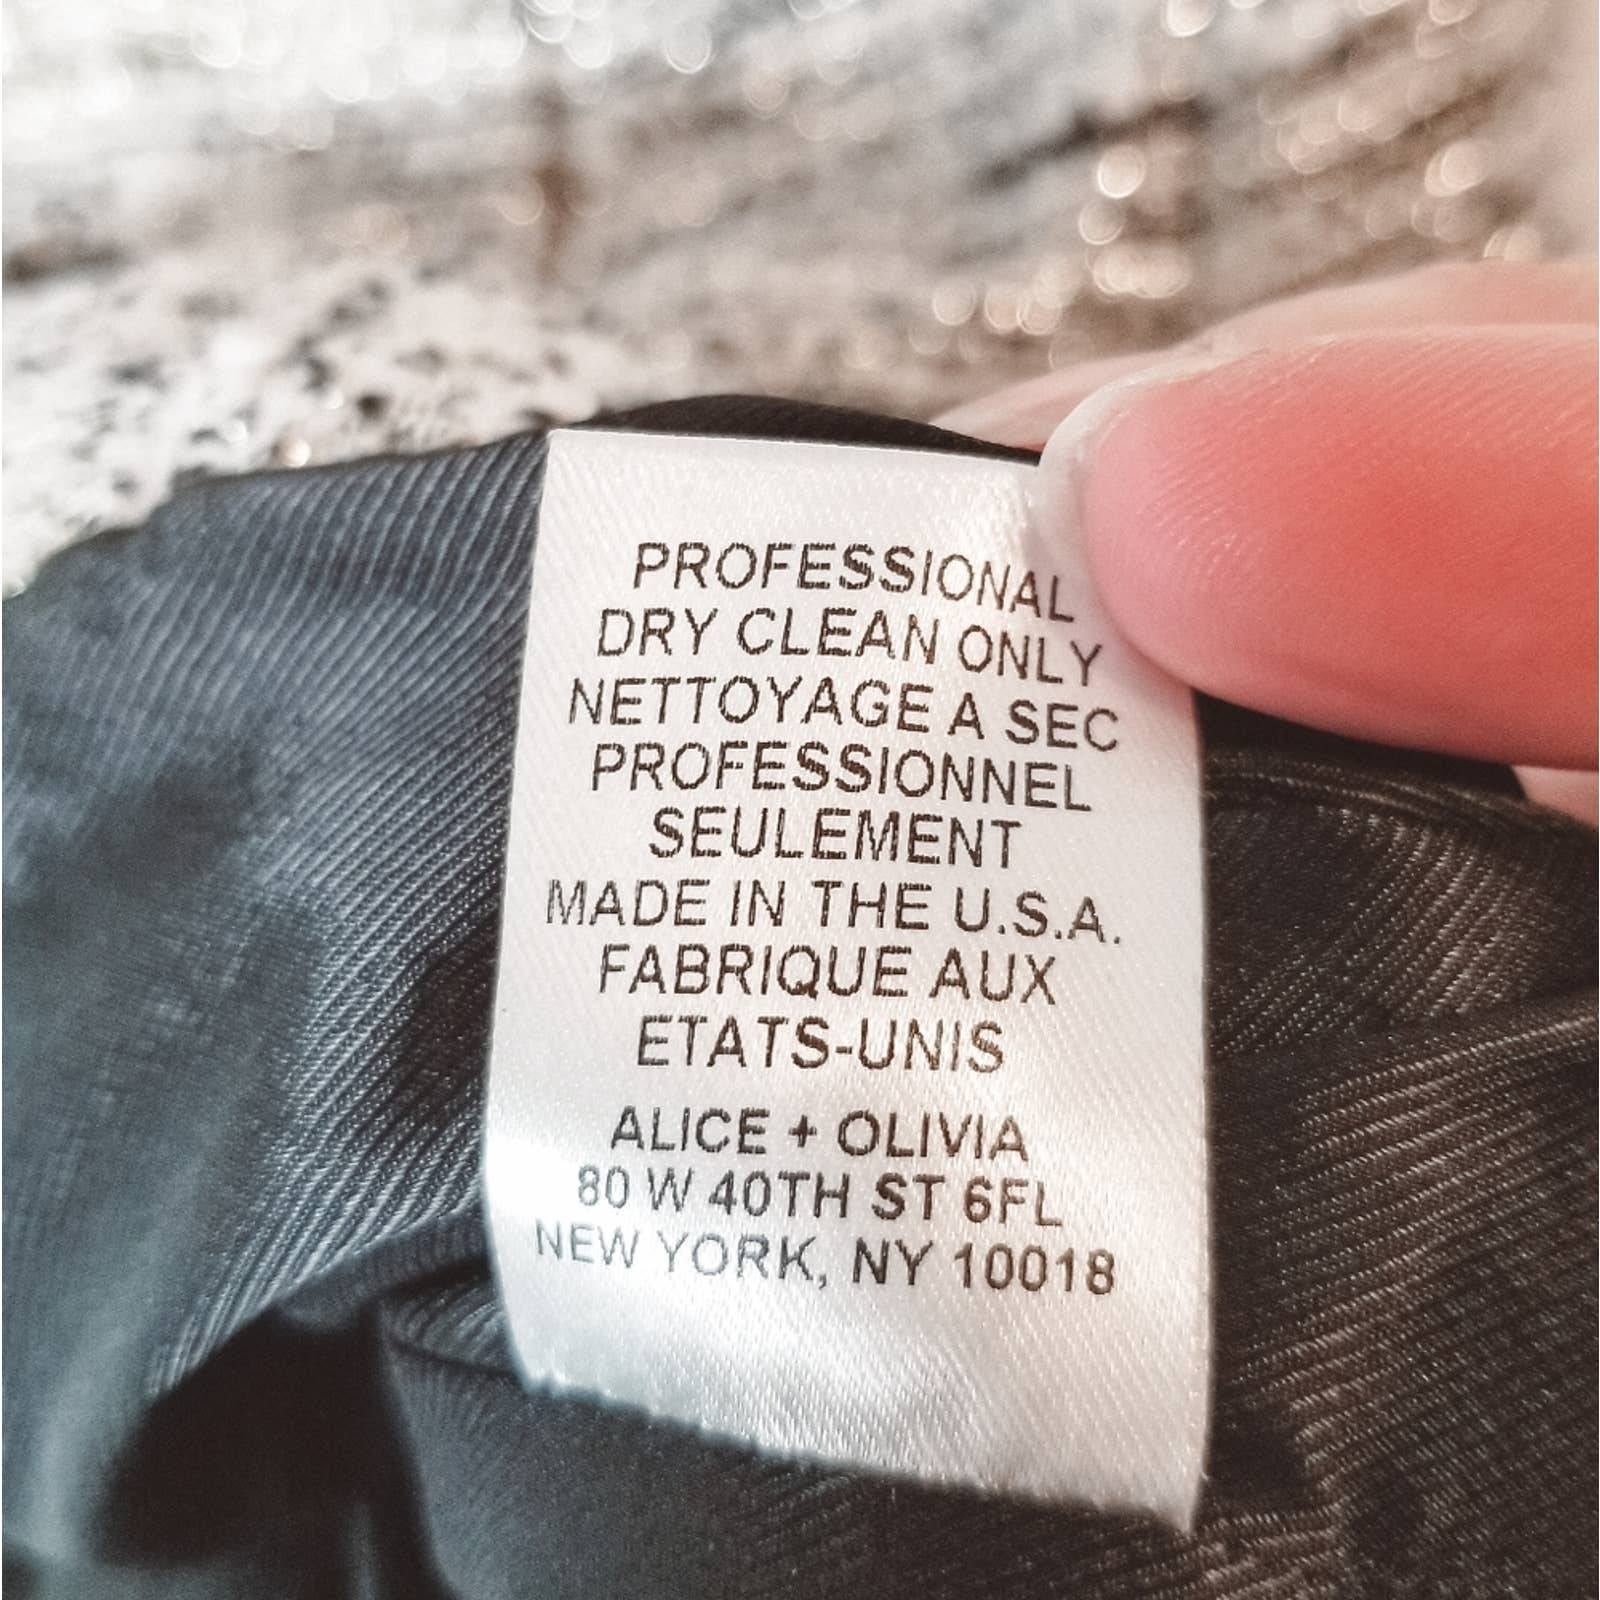 PROFESSIONAL
DRY CLEAN ONLY
NETTOYAGE A SEC
PROFESSIONNEL
SEULEMENT
MADE IN THE U.S.A.
FABRIQUE AUX
ETATS-UNIS
ALICE + OLIVIA
80 W 40TH ST 6FL
NEW YORK, NY 10018